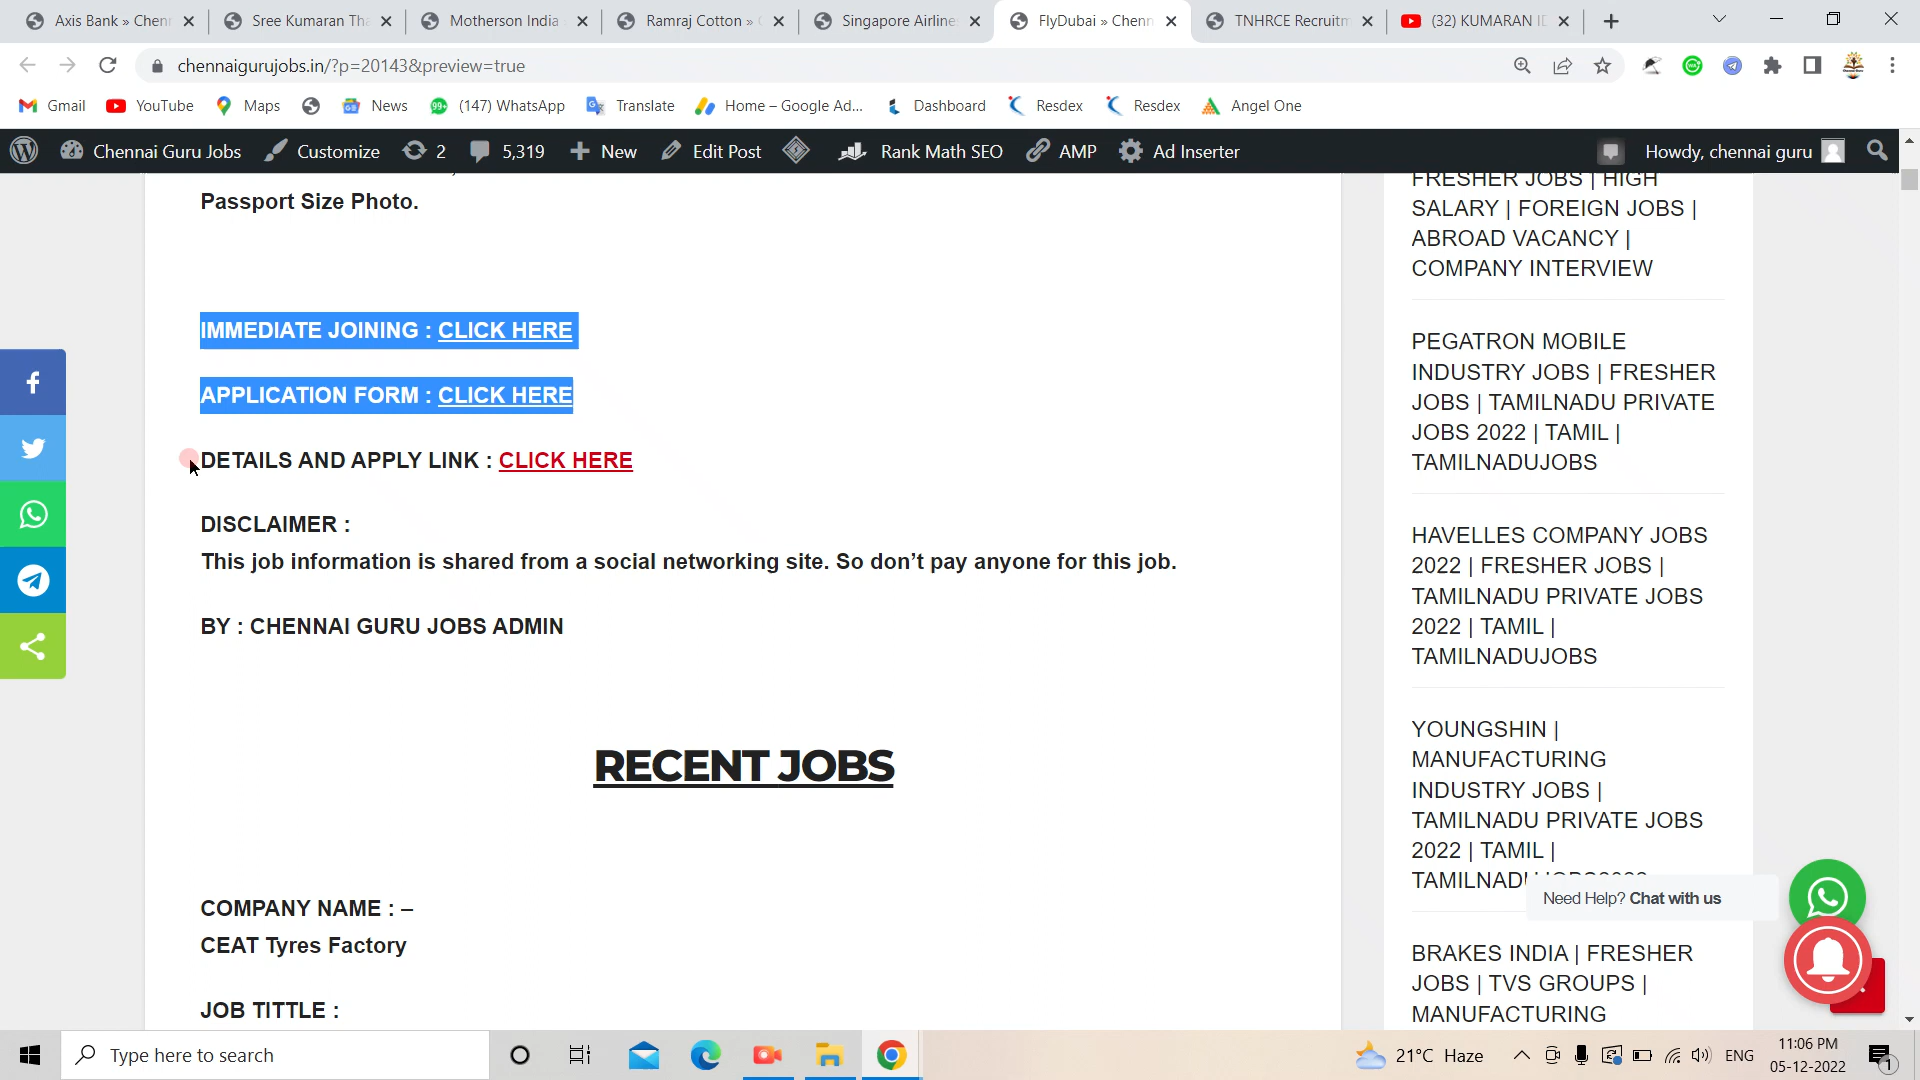 Axis Bank » Chenn
Sree Kumaran Tha
Motherson India
Ramraj Cotton »
Singapore Airline
FlyDubai » Chenn
TNHRCE Recruitm
(32) KUMARAN
chennaigurujobs.in/?p=20143&preview=true
Gmail
YouTube
Maps
News
99+
(147) WhatsApp
Translate
Home – Google Ad...
Dashboard
Resdex
Resdex
Angel One
Chennai Guru Jobs
Customize
2
5,319
New
Edit Post
Rank Math SEO
AMP
Ad Inserter
Howdy, chennai guru
Passport Size Photo.
IMMEDIATE JOINING : CLICK HERE
APPLICATION FORM : CLICK HERE
DETAILS AND APPLY LINK : CLICK HERE
DISCLAIMER :
This job information is shared from a social networking site. So don’t pay anyone for this job.
BY : CHENNAI GURU JOBS ADMIN
RECENT JOBS
COMPANY NAME : –
CEAT Tyres Factory
JOB TITTLE :
FRESHER JOBS | HIGH
SALARY | FOREIGN JOBS |
ABROAD VACANCY |
COMPANY INTERVIEW
PEGATRON MOBILE
INDUSTRY JOBS | FRESHER
JOBS | TAMILNADU PRIVATE
JOBS 2022 | TAMIL |
TAMILNADUJOBS
HAVELLES COMPANY JOBS
2022 | FRESHER JOBS |
TAMILNADU PRIVATE JOBS
2022 | TAMIL |
TAMILNADUJOBS
YOUNGSHIN |
MANUFACTURING
INDUSTRY JOBS |
TAMILNADU PRIVATE JOBS
2022 | TAMIL |
BRAKES INDIA | FRESHER
JOBS | TVS GROUPS |
MANUFACTURING
Need Help? Chat with us
Type here to search
21°C Haze
ENG
11:06 PM
05-12-2022
1